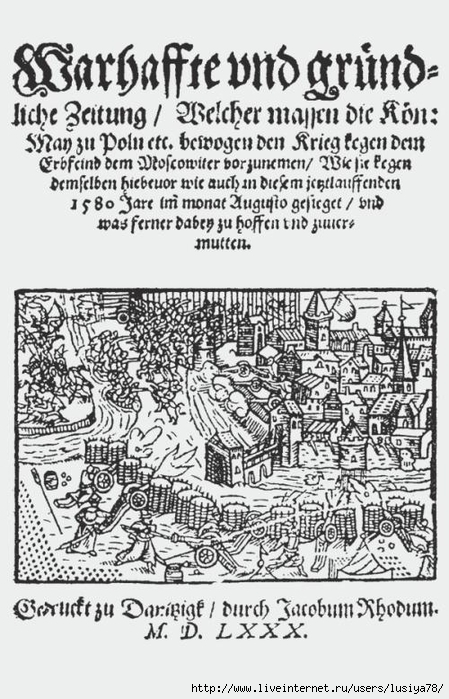 Warhaffte vnd gründ-
liche Zeitung / Welcher massen die Kön:
May zu Poln etc. bewogen den Krieg kegen dem
Erbfeind dem Moscowiter vorzunemen / Wie sie kegen
demselben hiebeuor wie auch in diesem jetztlauffenden
1580 Jare im monat Augusto gesieget / vnd
was ferner dabey zu hoffen vnd zuuer-
mutten.
Gedruckt zu Dantzigk / durch Jacobum Rhodum.
M. D. LXXX.
http://www.liveinternet.ru/users/lusiya78/